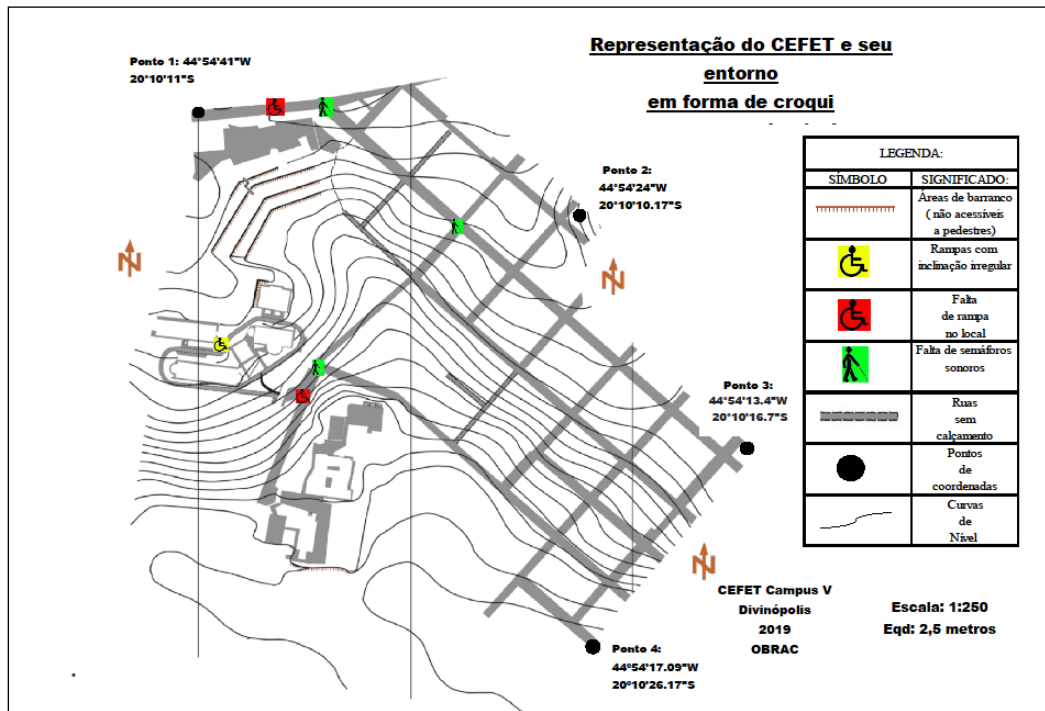 Representação do CEFET e seu
entorno
em forma de croqui
Ponto 1: 44°54'41"W
20°10'11"S
Ponto 2:
44°54'24"W
20°10'10.17"S
N
N
Ponto 3:
44°54'13.4"W
20°10'16.7"S
N
Ponto 4:
44º54'17.09"W
20º10'26.17"S
CEFET Campus V
Divinópolis
2019
OBRAC
Escala: 1:250
Eqd: 2,5 metros
LEGENDA:
SÍMBOLO
SIGNIFICADO:
Áreas de barranco
( não acessíveis
a pedestres)
Rampas com
inclinação irregular
Falta
de rampa
no local
Falta de semáforos
sonoros
Ruas
sem
calçamento
Pontos
de
coordenadas
Curvas
de
Nível